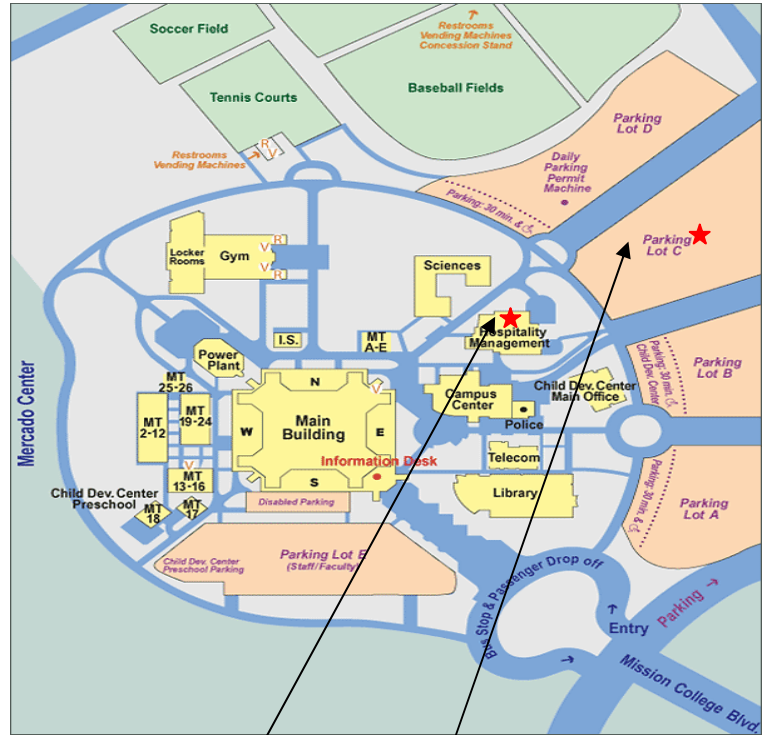 Soccer Field
Restrooms
Vending Machines
Concession Stand
Tennis Courts
Baseball Fields
Parking
Lot D
R
V
Restrooms
Vending Machines
Daily
Parking
Permit
Machine
Parking: 30 min. &
Locker
Rooms
Gym
R
V
V
R
Sciences
Parking
Lot C
Hospitality
Management
I.S.
MT
A-E
Power
Plant
Parking: 30 min. &
Child Dev. Center
Parking
Lot B
MT
25-26
MT
2-12
MT
19-24
N
V
W
Main
Building
E
S
Campus
Center
Child Dev. Center
Main Office
Police
Mercado Center
Information Desk
Telecom
V
MT
13-16
Child Dev. Center
Preschool
MT
18
MT
17
Disabled Parking
Library
Parking: 30 min. &
Parking
Lot A
Child Dev. Center
Preschool Parking
Parking Lot E
(Staff/Faculty)
Bus Stop & Passenger Drop off
Entry
Parking
Mission College Blvd.